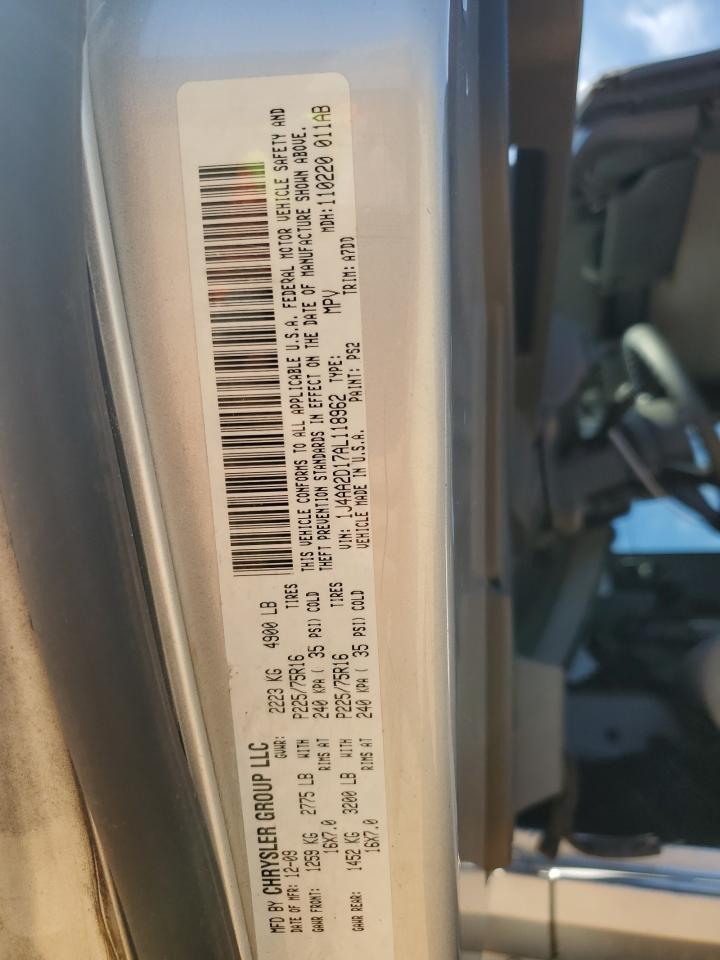 MFD BY CHRYSLER GROUP LLC
DATE OF MFR: 12-09 GVWR: 2223 KG 4900 LB
GAWR FRONT: 1259 KG 2775 LB WITH P225/75R16 TIRES
16X7.0 RIMS AT 240 KPA ( 35 PSI) COLD
GAWR REAR: 1452 KG 3200 LB WITH P225/75R16 TIRES
16X7.0 RIMS AT 240 KPA ( 35 PSI) COLD
THIS VEHICLE CONFORMS TO ALL APPLICABLE U.S.A. FEDERAL MOTOR VEHICLE SAFETY AND
THEFT PREVENTION STANDARDS IN EFFECT ON THE DATE OF MANUFACTURE SHOWN ABOVE.
VIN: 1J4AA2D17AL118962 TYPE: MPV MDH:110220 011AB
VEHICLE MADE IN U.S.A. PAINT: PS2 TRIM: A7DD